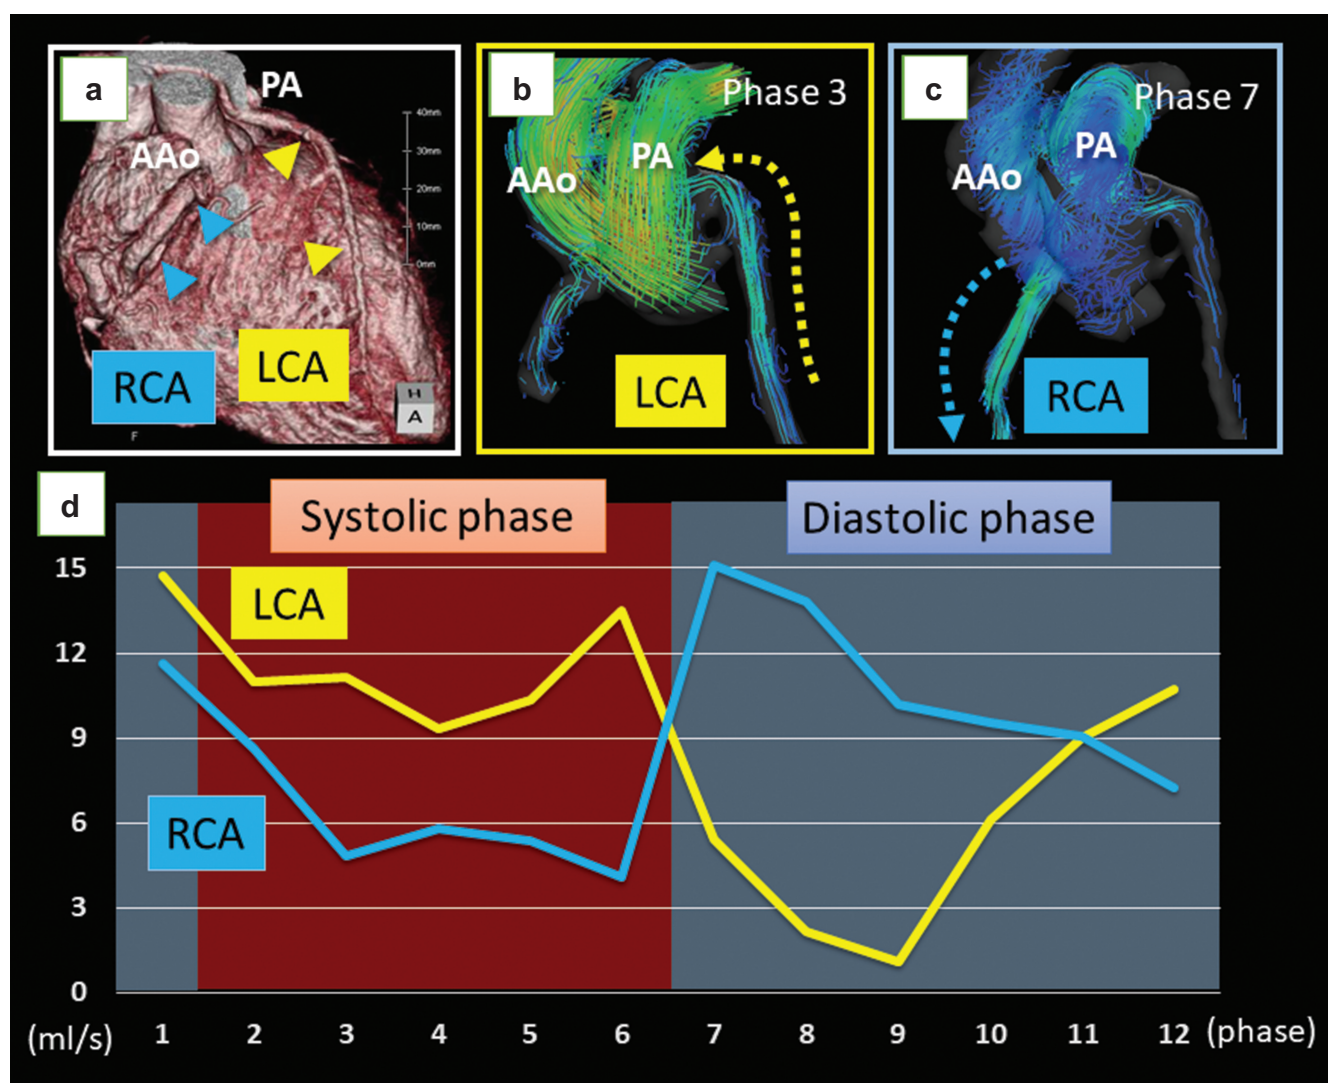 a
PA
AAo
40mm
30mm
20mm
10mm
0mm
RCA
LCA
H
A
F
b
Phase 3
PA
AAo
LCA
c
Phase 7
PA
AAo
RCA
d
Systolic phase
Diastolic phase
LCA
RCA
15
12
9
6
3
0
(ml/s) 1 2 3 4 5 6 7 8 9 10 11 12 (phase)